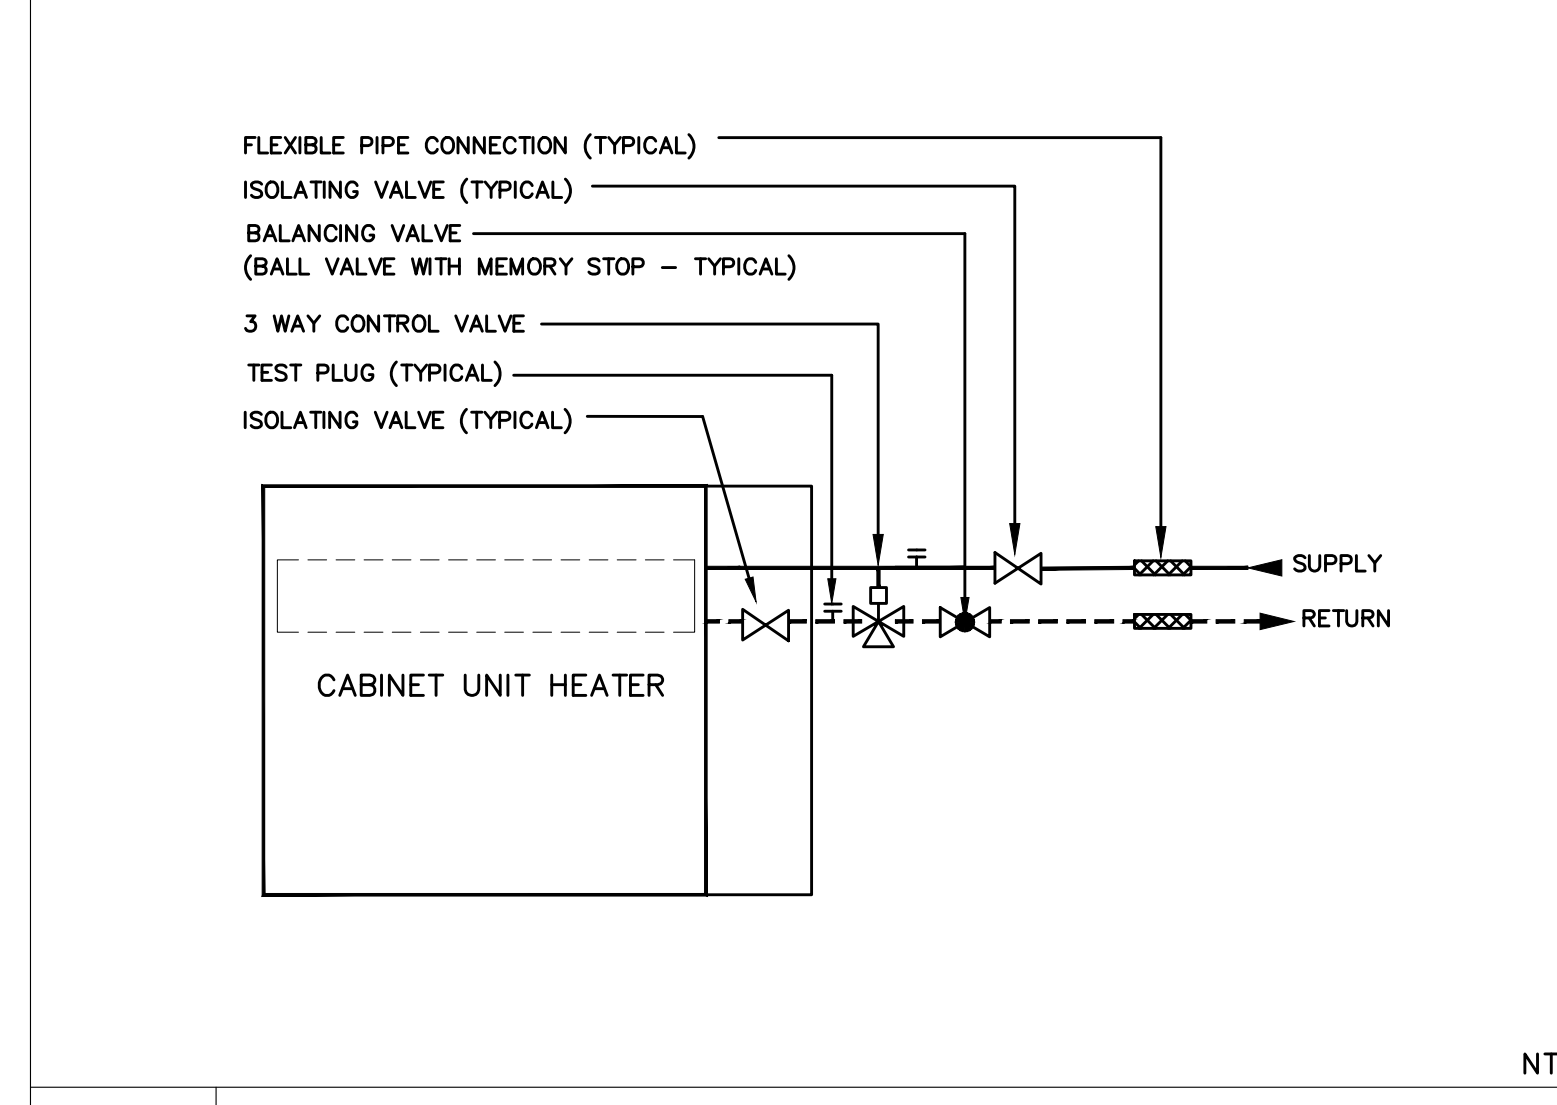 FLEXIBLE PIPE CONNECTION (TYPICAL)
ISOLATING VALVE (TYPICAL)
BALANCING VALVE
(BALL VALVE WITH MEMORY STOP - TYPICAL)
3 WAY CONTROL VALVE
TEST PLUG (TYPICAL)
ISOLATING VALVE (TYPICAL)
SUPPLY
RETURN
CABINET UNIT HEATER
NT